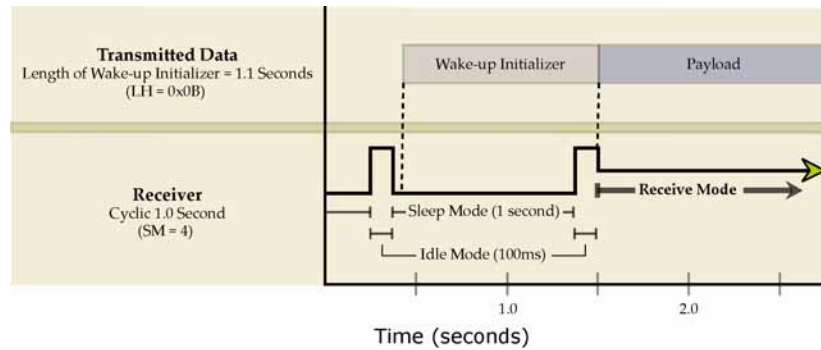 Transmitted Data
Length of Wake-up Initializer = 1.1 Seconds
(LH = 0x0B)
Wake-up Initializer
Payload
Receiver
Cyclic 1.0 Second
(SM = 4)
Receive Mode
Sleep Mode (1 second)
Idle Mode (100ms)
1.0
2.0
Time (seconds)